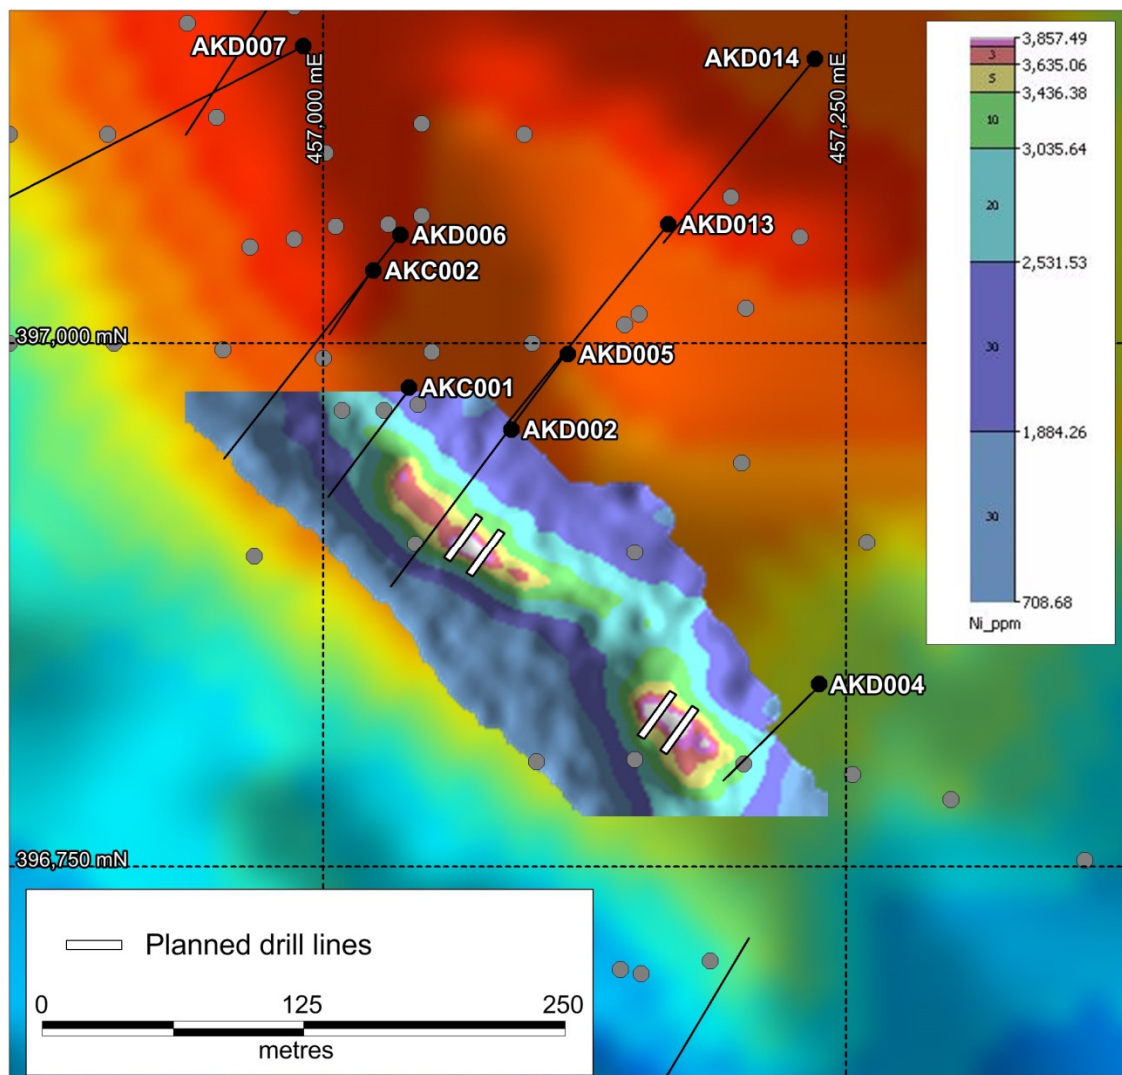 AKD007
457,000 mE
AKD014
457,250 mE
3,857.49
3
3,635.06
5
3,436.38
10
3,035.64
20
2,531.53
30
1,884.26
30
708.68
Ni_ppm
AKD013
AKD006
AKC002
397,000 mN
AKD005
AKC001
AKD002
AKD004
396,750 mN
Planned drill lines
0 125 250
metres